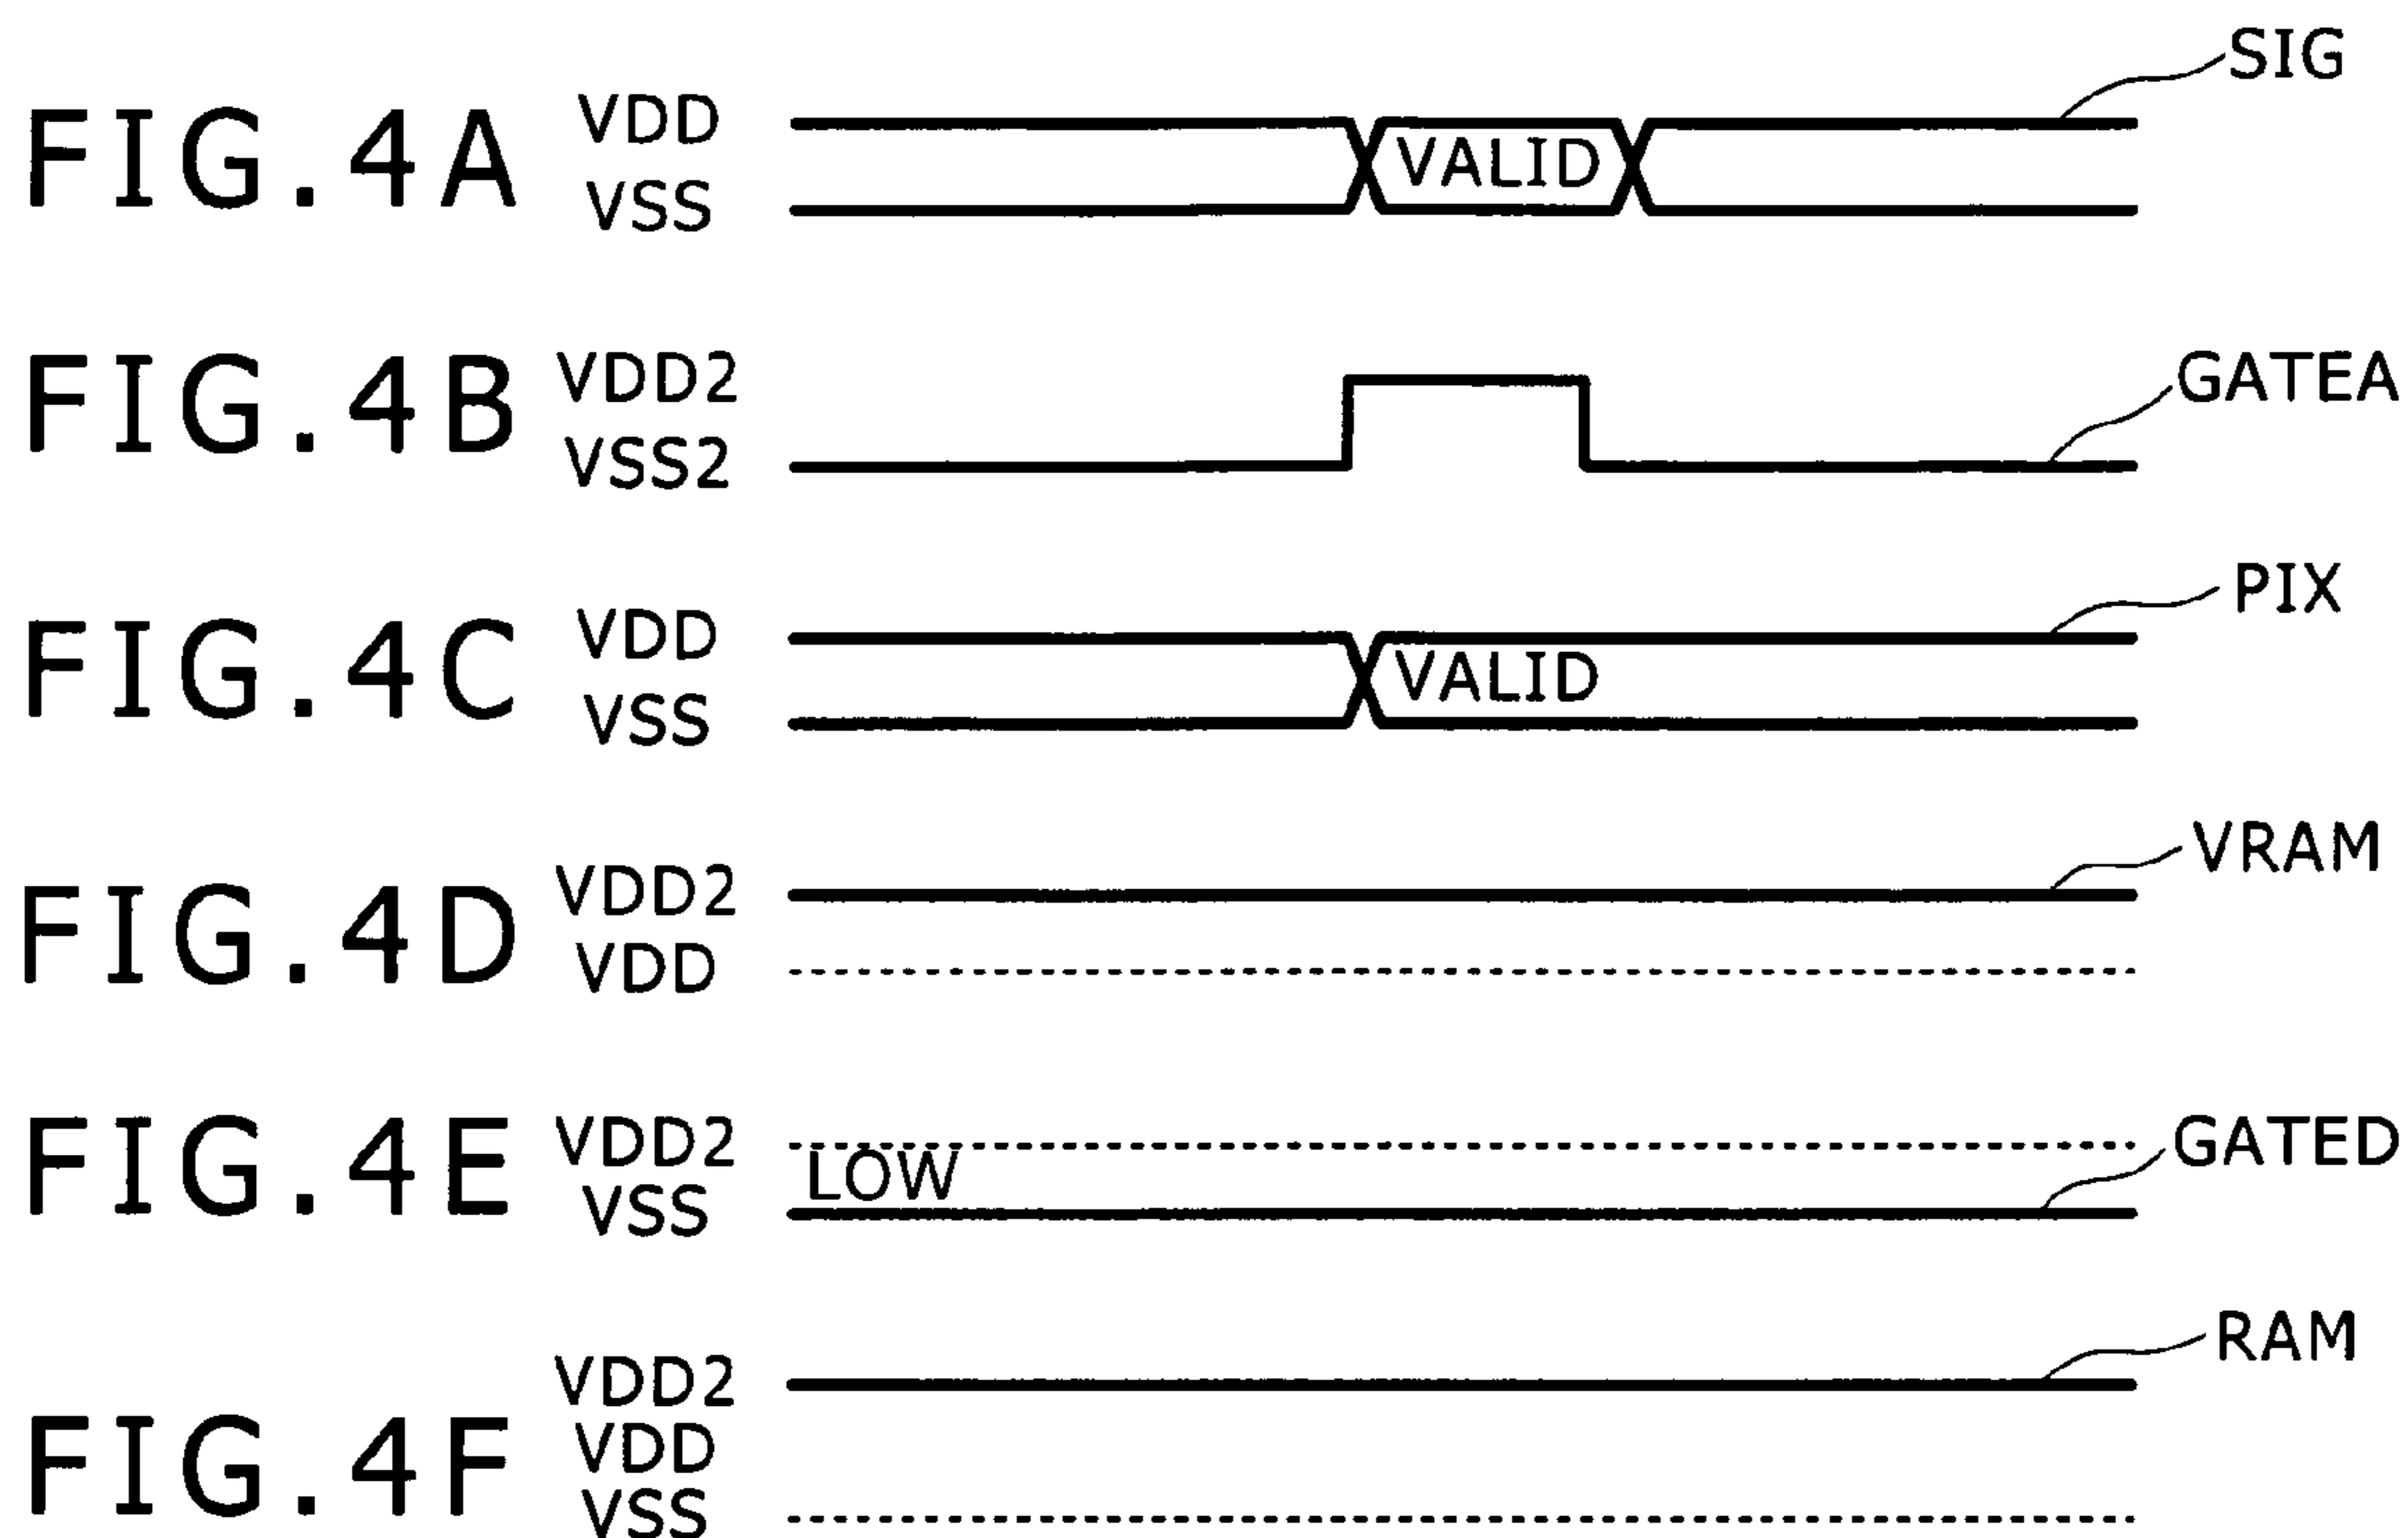 SIG
FIG.4A
VDD
VSS
VALID
FIG.4B
VDD2
VSS2
GATEA
FIG.4C
VDD
VSS
VALID
PIX
FIG.4D
VDD2
VDD
VRAM
FIG.4E
VDD2
VSS
LOW
GATED
FIG.4F
VDD2
VDD
VSS
RAM